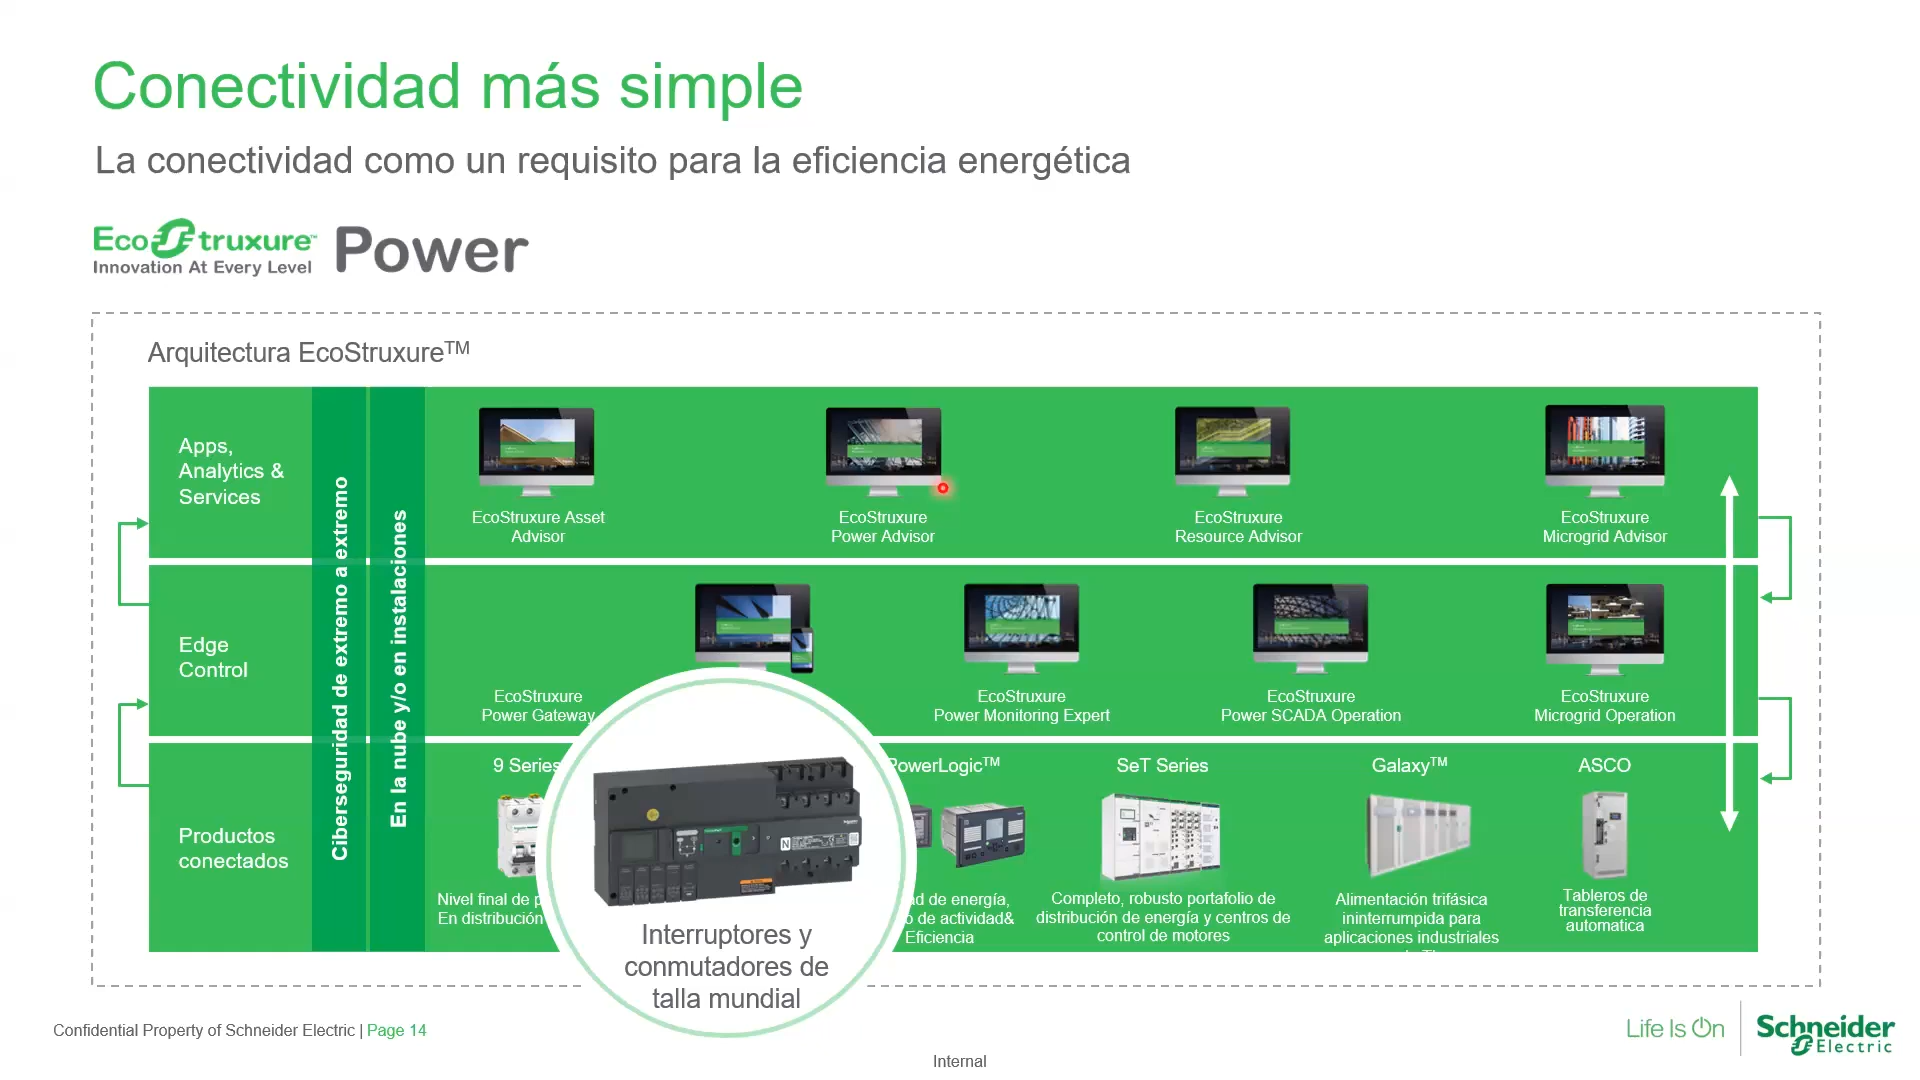 Conectividad más simple
La conectividad como un requisito para la eficiencia energética
EcoStruxure™ Power
Innovation At Every Level
Arquitectura EcoStruxureTM
Apps,
Analytics &
Services
Ciberseguridad de extremo a extremo
En la nube y/o en instalaciones
EcoStruxure Asset
Advisor
EcoStruxure
Power Advisor
EcoStruxure
Resource Advisor
EcoStruxure
Microgrid Advisor
Edge
Control
EcoStruxure
Power Gateway
EcoStruxure
Power Monitoring Expert
EcoStruxure
Power SCADA Operation
EcoStruxure
Microgrid Operation
Productos
conectados
9 Series
Nivel final de
En distribución
Interruptores y
conmutadores de
talla mundial
PowerLogicTM
de energía,
de actividad&
Eficiencia
SeT Series
Completo, robusto portafolio de
distribución de energía y centros de
control de motores
GalaxyTM
Alimentación trifásica
ininterrumpida para
aplicaciones industriales
ASCO
Tableros de
transferencia
automatica
Confidential Property of Schneider Electric | Page 14
Internal
Life Is On
Schneider
Electric